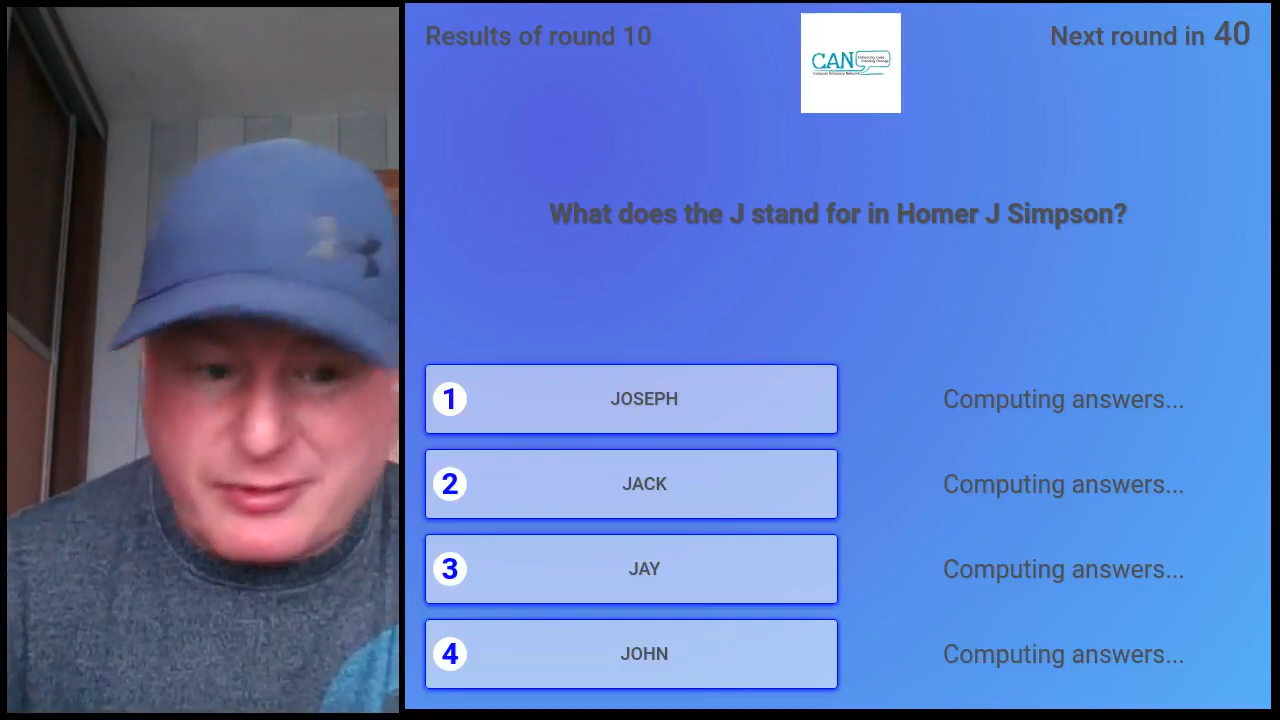 Results of round 10
Next round in 40
CAN
What does the J stand for in Homer J Simpson?
1 JOSEPH Computing answers...
2 JACK Computing answers...
3 JAY Computing answers...
4 JOHN Computing answers...